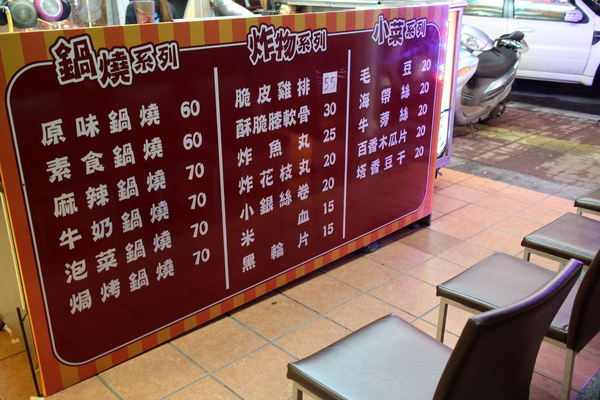 鍋燒系列
原味鍋燒 60
素食鍋燒 60
麻辣鍋燒 70
牛奶鍋燒 70
泡菜鍋燒 70
焗烤鍋燒 70
炸物系列
脆皮雞排 55
酥脆膝軟骨 30
炸魚丸 25
炸花枝丸 20
小銀絲卷 20
米血 15
黑輪片 15
小菜系列
毛豆 20
海帶絲 20
牛蒡絲 20
百香木瓜片 20
塔香豆干 20